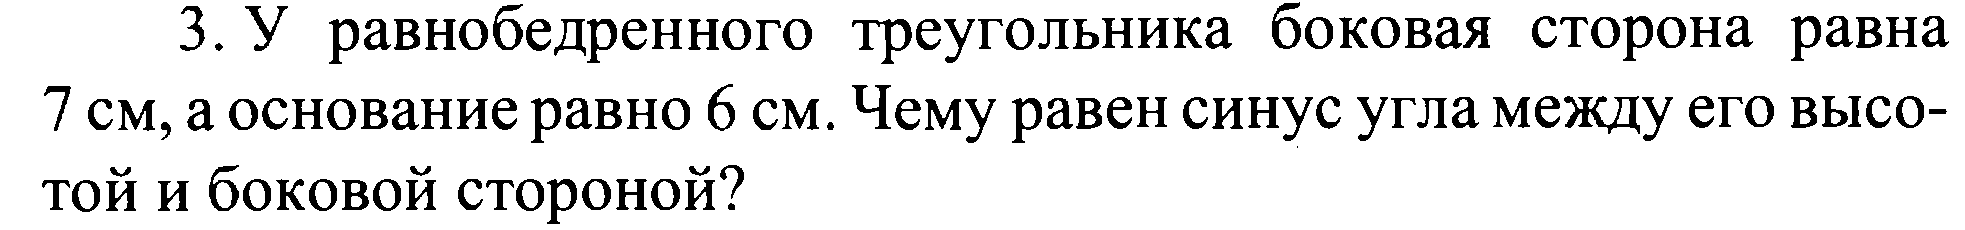 3. У равнобедренного треугольника боковая сторона равна
7 см, а основание равно 6 см. Чему равен синус угла между его высо-
той и боковой стороной?